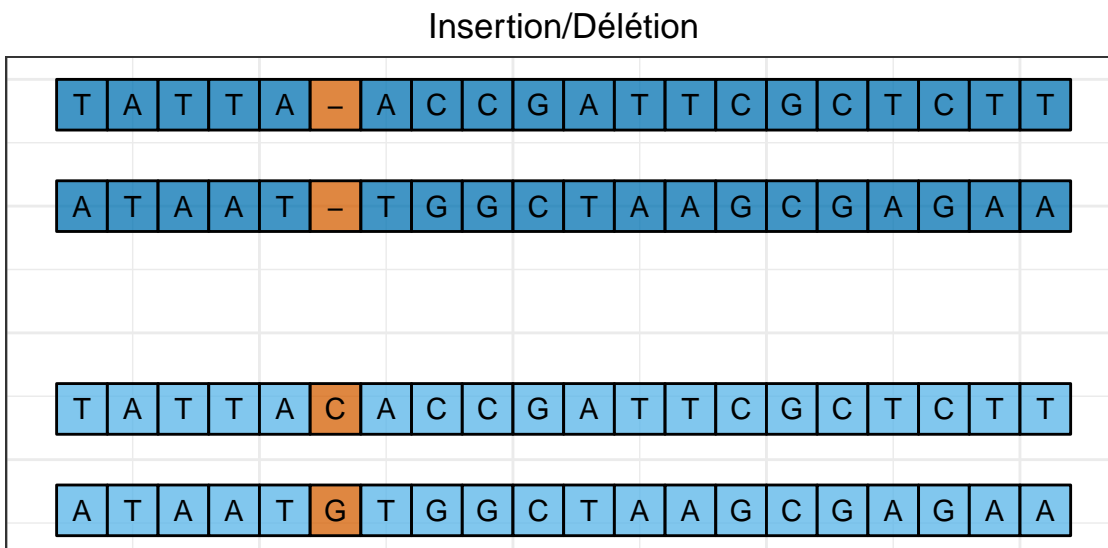 Insertion/Délétion
T A T T A – A C C G A T T C G C T C T T
A T A A T – T G G C T A A G C G A G A A
T A T T A C A C C G A T T C G C T C T T
A T A A T G T G G C T A A G C G A G A A